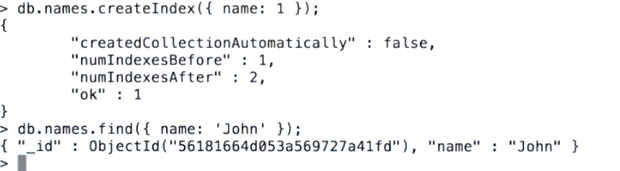 > db.names.createIndex({ name: 1 });
{
        "createdCollectionAutomatically" : false,
        "numIndexesBefore" : 1,
        "numIndexesAfter" : 2,
        "ok" : 1
}
> db.names.find({ name: 'John' });
{ "_id" : ObjectId("56181664d053a569727a41fd"), "name" : "John" }
>